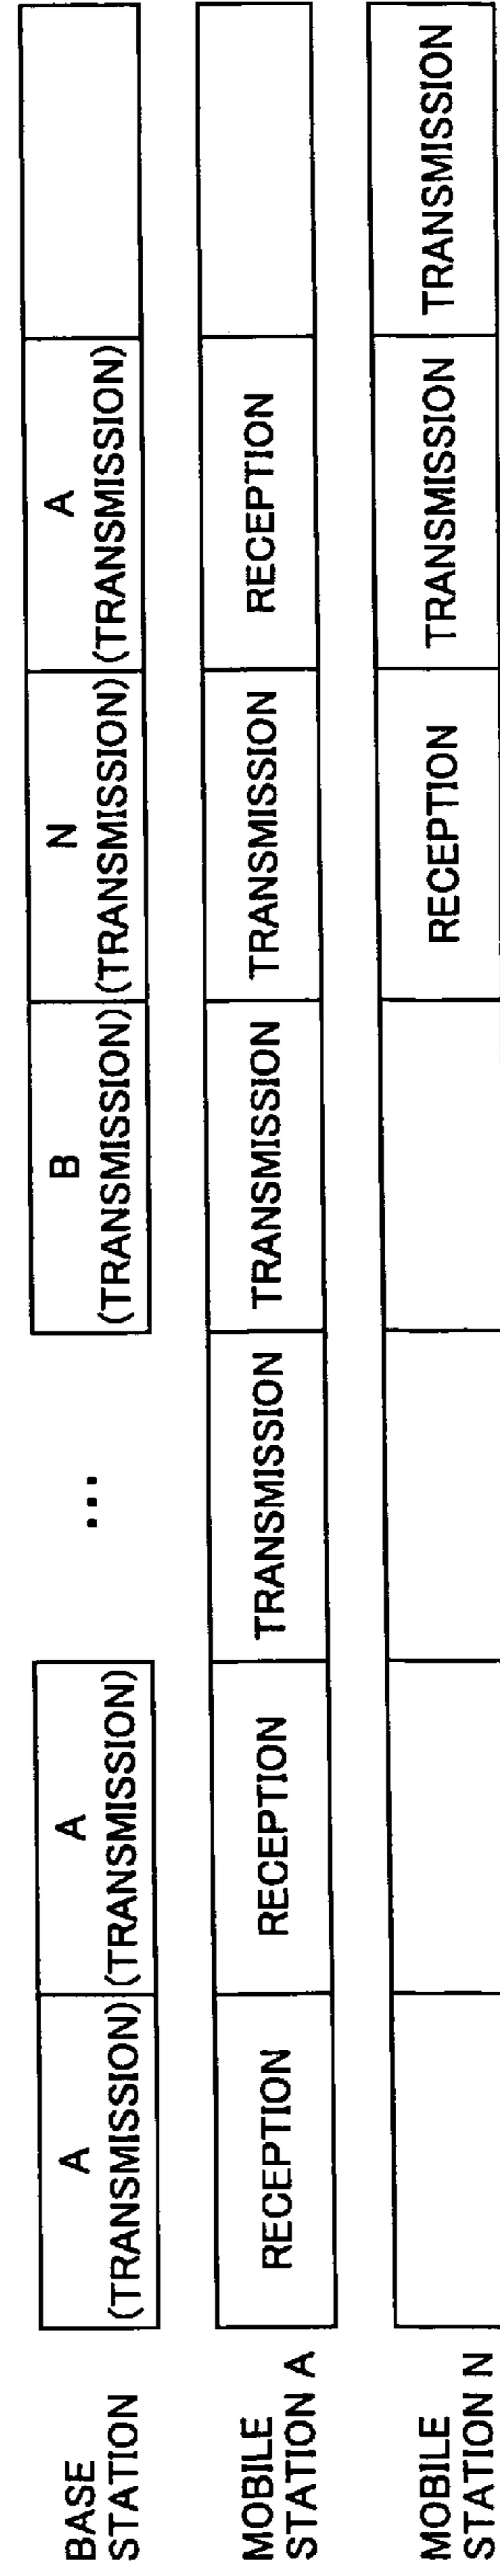 BASE
STATION
A
(TRANSMISSION)
A
(TRANSMISSION)
...
B
(TRANSMISSION)
N
(TRANSMISSION)
A
(TRANSMISSION)
MOBILE
STATION A
RECEPTION
RECEPTION
TRANSMISSION
TRANSMISSION
TRANSMISSION
RECEPTION
MOBILE
STATION N
RECEPTION
TRANSMISSION
TRANSMISSION